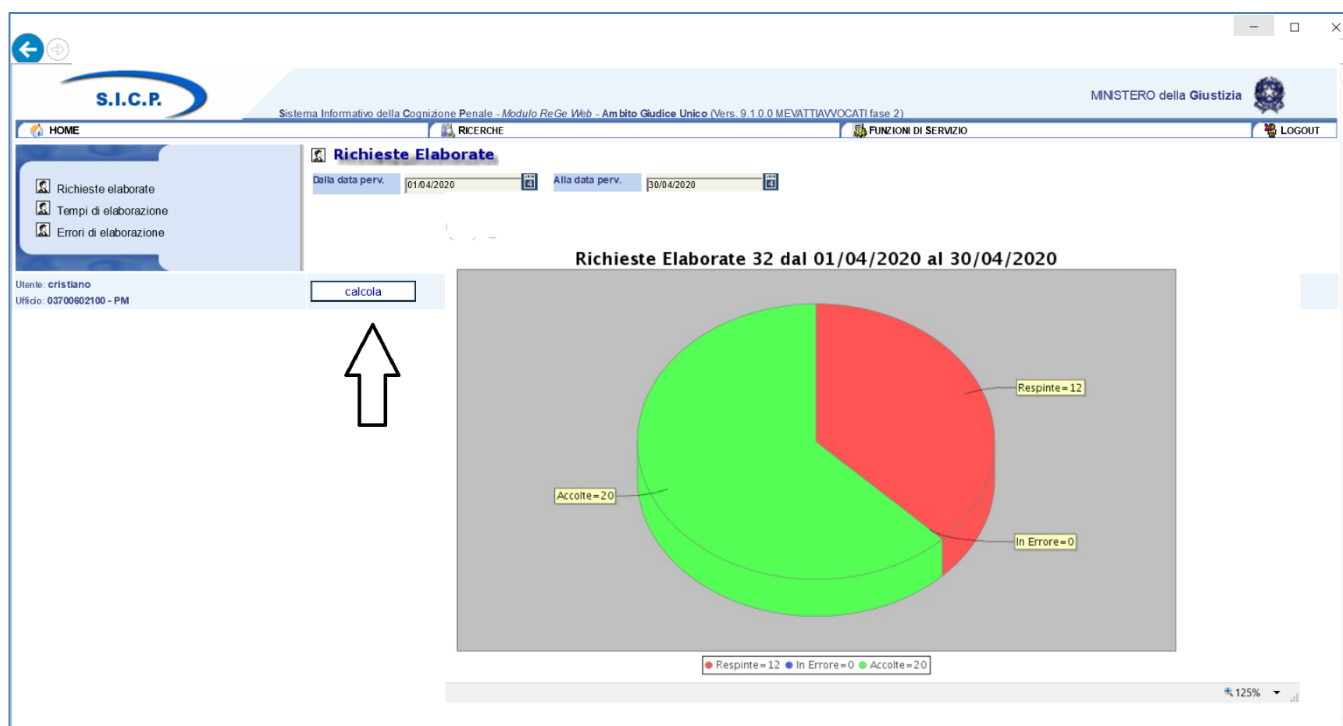 S.I.C.P.
MINISTERO della Giustizia
Sistema Informativo della Cognizione Penale - Modulo ReGe Web - Ambito Giudice Unico (Vers. 9.1.0.0 MEVATTIAVVOCATI fase 2)
HOME RICERCHE FUNZIONI DI SERVIZIO LOGOUT
Richieste Elaborate
Dalla data perv. 01/04/2020 Alla data perv. 30/04/2020
Richieste elaborate
Tempi di elaborazione
Errori di elaborazione
Utente: cristiano
Ufficio: 03700602100 - PM
calcola
Richieste Elaborate 32 dal 01/04/2020 al 30/04/2020
Respinte=12
Accolte=20
In Errore=0
Respinte=12 In Errore=0 Accolte=20
125%